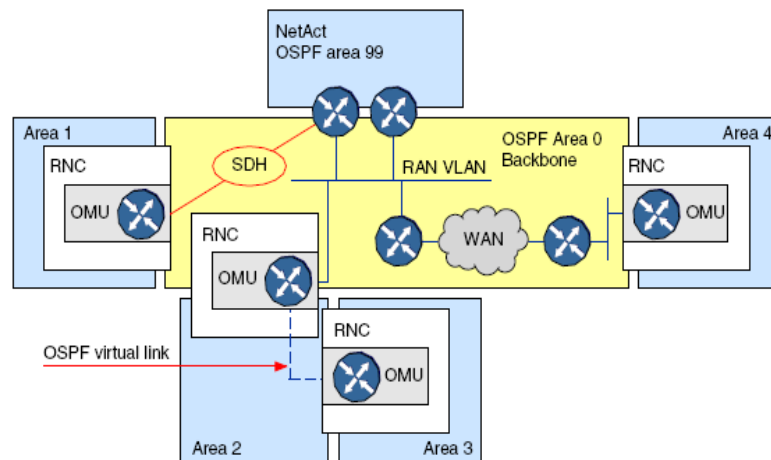 NetAct
OSPF area 99
Area 1
OSPF Area 0
Backbone
Area 4
RNC
SDH
RAN VLAN
RNC
OMU
OMU
RNC
WAN
OMU
RNC
OSPF virtual link
OMU
Area 2
Area 3